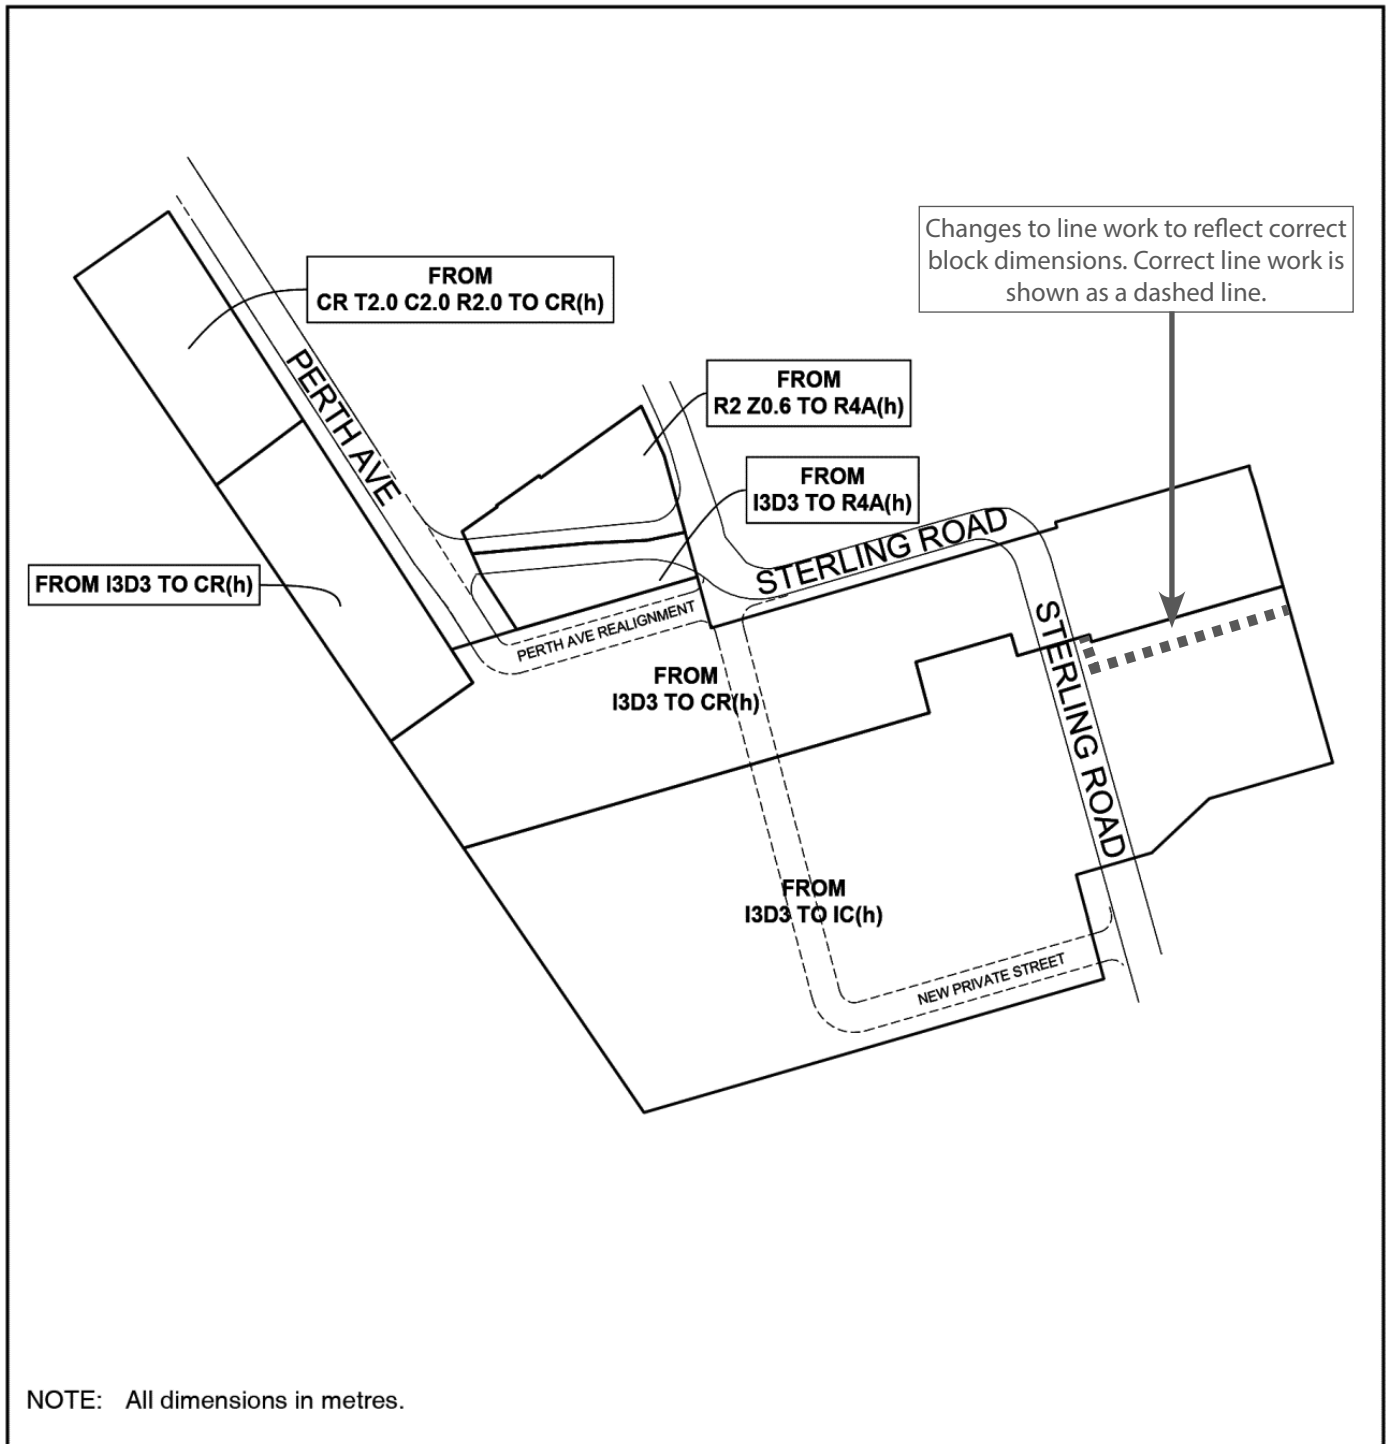 Changes to line work to reflect correct
block dimensions. Correct line work is
shown as a dashed line.
FROM
CR T2.0 C2.0 R2.0 TO CR(h)
PERTH AVE
FROM
R2 Z0.6 TO R4A(h)
FROM
I3D3 TO R4A(h)
STERLING ROAD
FROM I3D3 TO CR(h)
PERTH AVE REALIGNMENT
STERLING ROAD
FROM
I3D3 TO CR(h)
FROM
I3D3 TO IC(h)
NEW PRIVATE STREET
NOTE: All dimensions in metres.